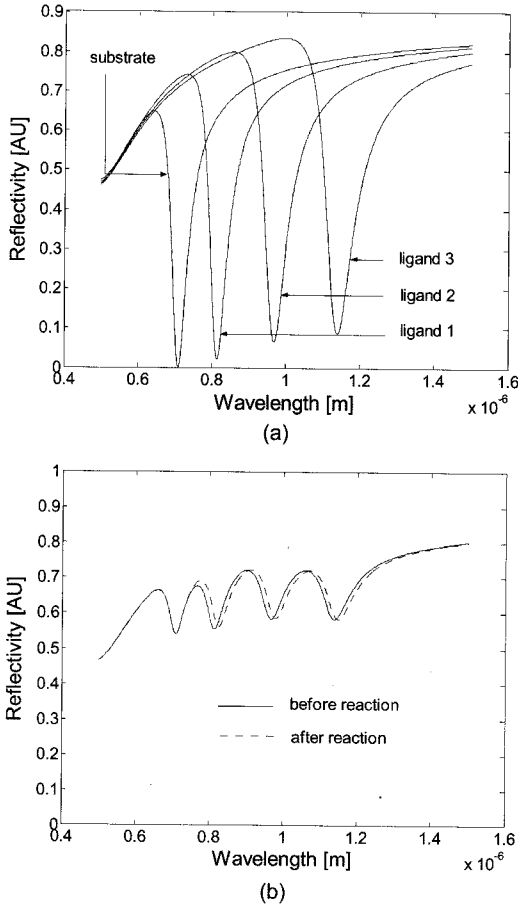 0.9
0.8
substrate
0.7
0.6
0.5
0.4
0.3
0.2
0.1
0
Reflectivity [AU]
ligand 3
ligand 2
ligand 1
0.4 0.6 0.8 1 1.2 1.4 1.6
Wavelength [m] x 10⁻⁶
(a)
1
0.9
0.8
0.7
0.6
0.5
0.4
0.3
0.2
0.1
0
Reflectivity [AU]
before reaction
after reaction
0.4 0.6 0.8 1 1.2 1.4 1.6
Wavelength [m] x 10⁻⁶
(b)